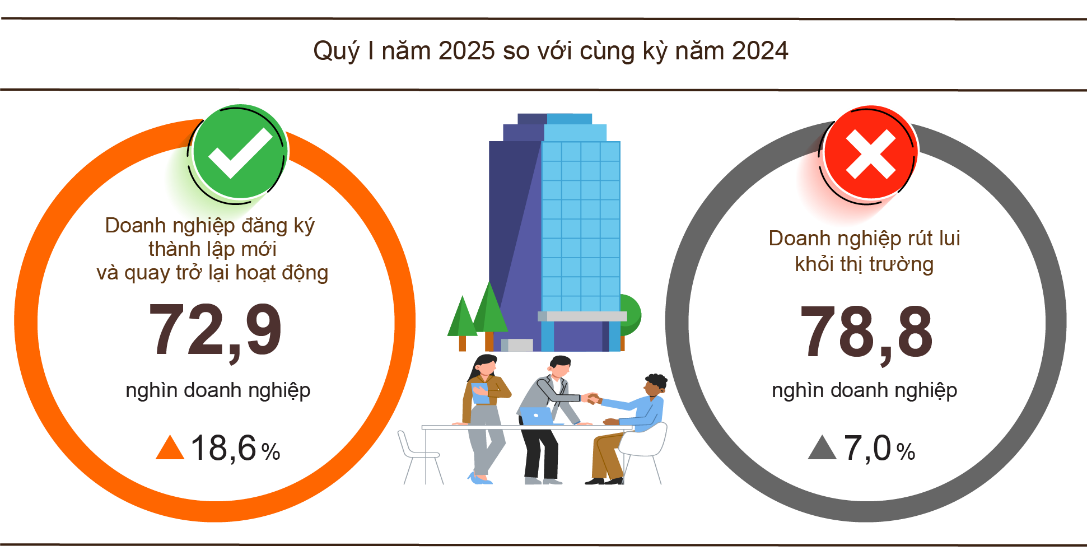 Quý I năm 2025 so với cùng kỳ năm 2024
Doanh nghiệp đăng ký
thành lập mới
và quay trở lại hoạt động
72,9
nghìn doanh nghiệp
18,6 %
Doanh nghiệp rút lui
khỏi thị trường
78,8
nghìn doanh nghiệp
7,0 %